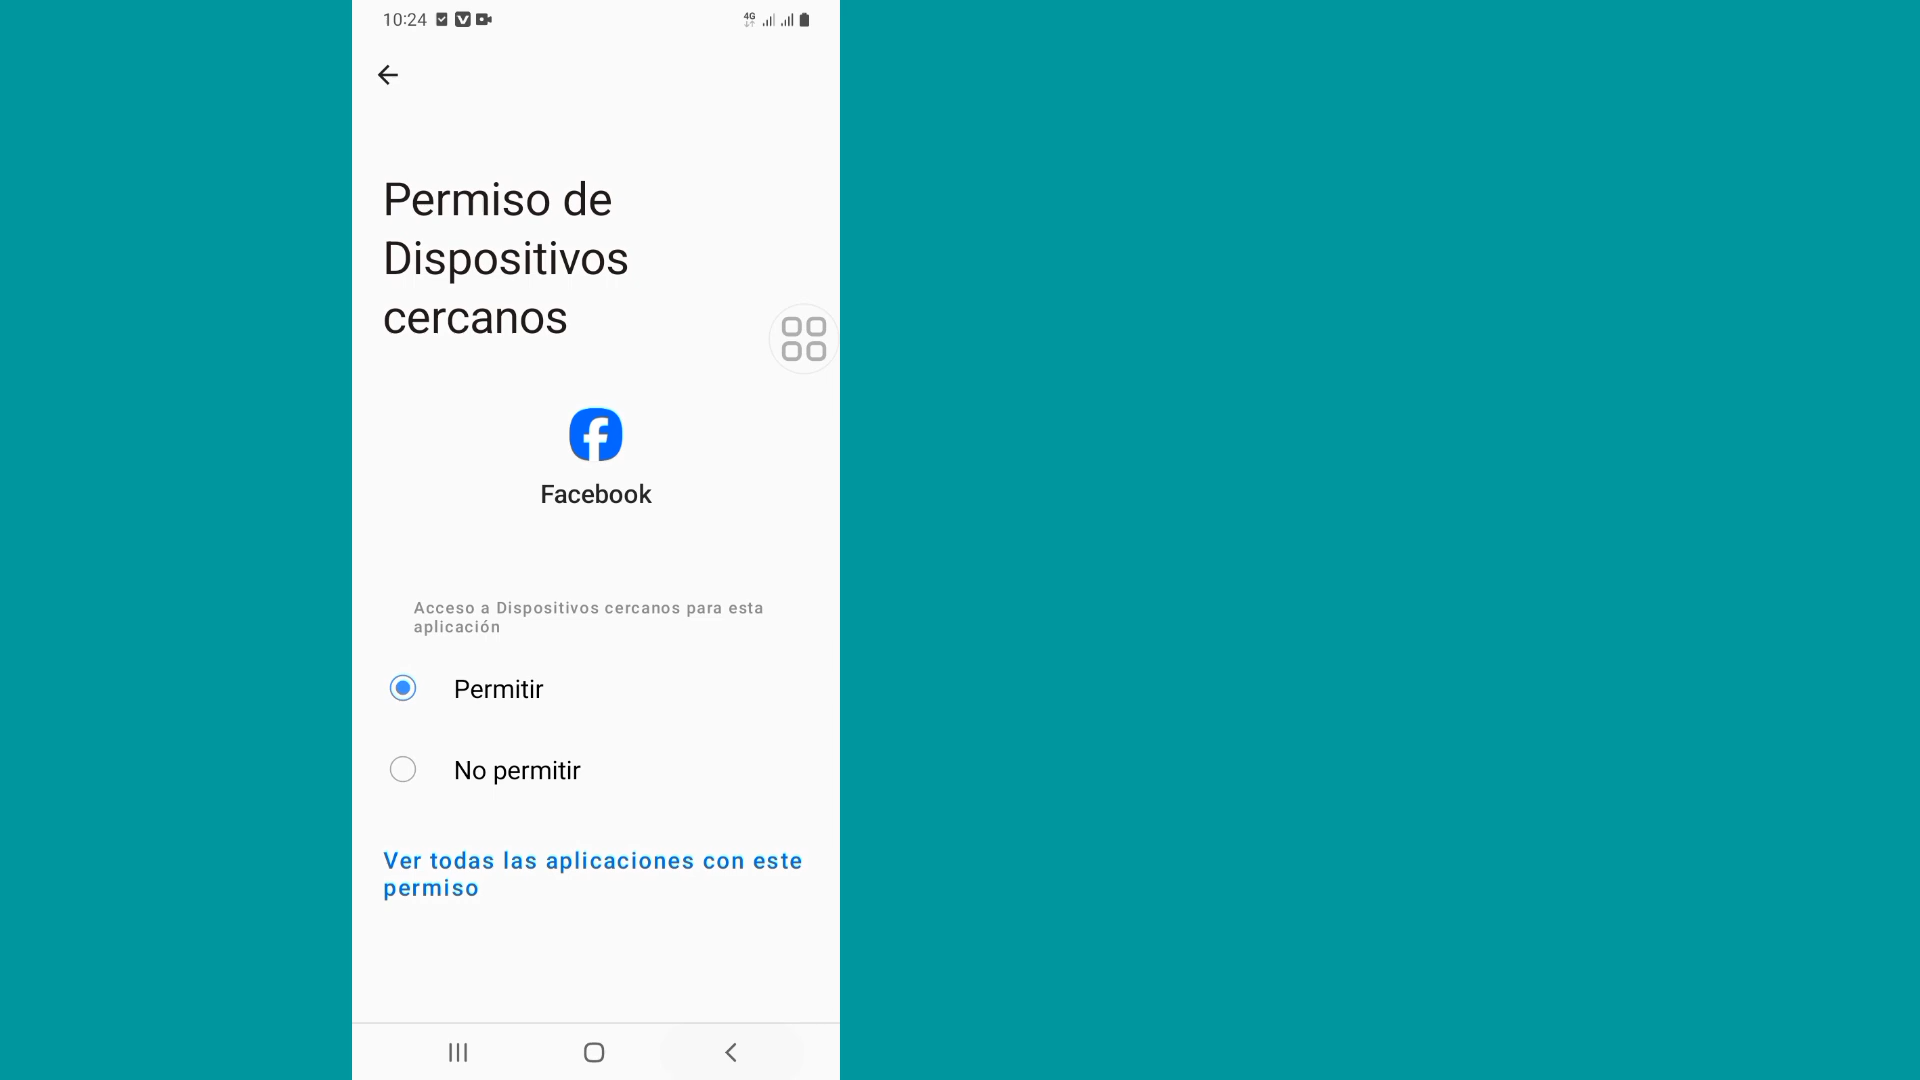 10:24
4G
Permiso de
Dispositivos
cercanos
Facebook
Acceso a Dispositivos cercanos para esta
aplicación
Permitir
No permitir
Ver todas las aplicaciones con este
permiso